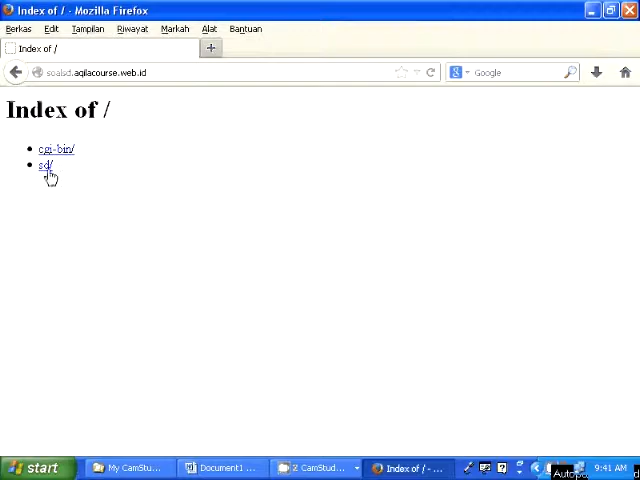 Index of / - Mozilla Firefox
Berkas Edit Tampilan Riwayat Markah Alat Bantuan
Index of /
soalsd.aqilacourse.web.id
Google
Index of /
cgi-bin/
sd/
start
My CamStu...
Document1 ...
CamStud...
Index of / - ...
9:41 AM